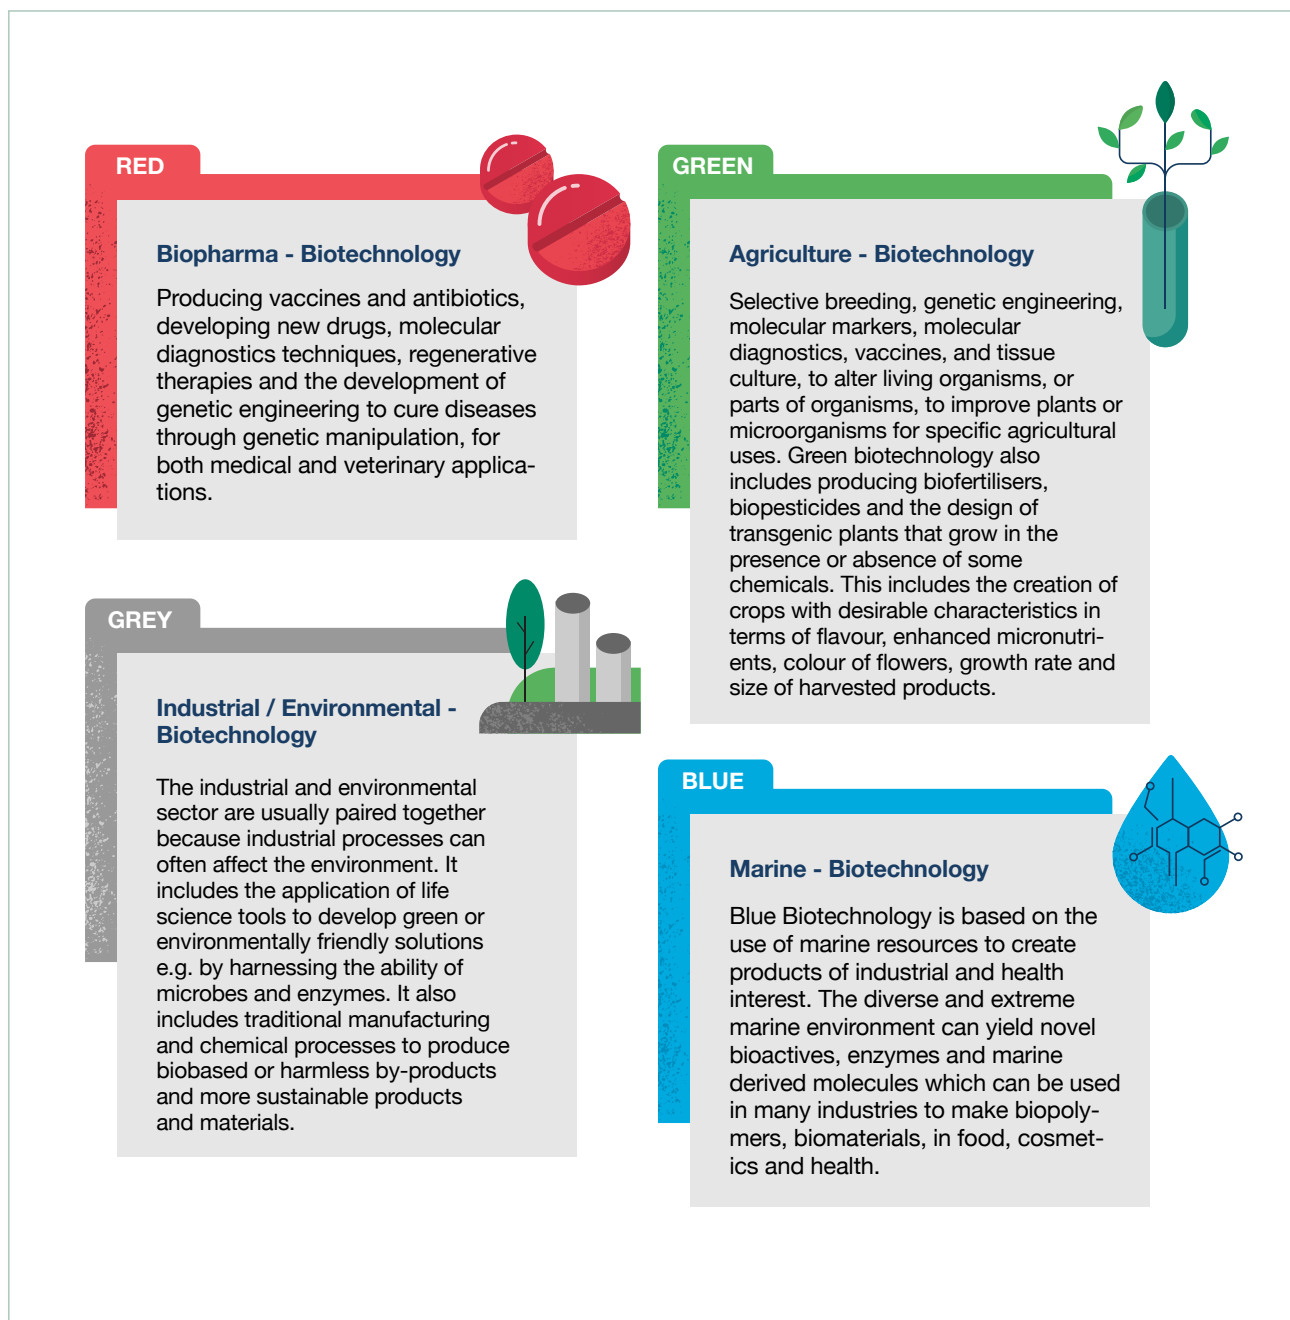 RED
Biopharma - Biotechnology
Producing vaccines and antibiotics,
developing new drugs, molecular
diagnostics techniques, regenerative
therapies and the development of
genetic engineering to cure diseases
through genetic manipulation, for
both medical and veterinary applica-
tions.
GREEN
Agriculture - Biotechnology
Selective breeding, genetic engineering,
molecular markers, molecular
diagnostics, vaccines, and tissue
culture, to alter living organisms, or
parts of organisms, to improve plants or
microorganisms for specific agricultural
uses. Green biotechnology also
includes producing biofertilisers,
biopesticides and the design of
transgenic plants that grow in the
presence or absence of some
chemicals. This includes the creation of
crops with desirable characteristics in
terms of flavour, enhanced micronutri-
ents, colour of flowers, growth rate and
size of harvested products.
GREY
Industrial / Environmental -
Biotechnology
The industrial and environmental
sector are usually paired together
because industrial processes can
often affect the environment. It
includes the application of life
science tools to develop green or
environmentally friendly solutions
e.g. by harnessing the ability of
microbes and enzymes. It also
includes traditional manufacturing
and chemical processes to produce
biobased or harmless by-products
and more sustainable products
and materials.
BLUE
Marine - Biotechnology
Blue Biotechnology is based on the
use of marine resources to create
products of industrial and health
interest. The diverse and extreme
marine environment can yield novel
bioactives, enzymes and marine
derived molecules which can be used
in many industries to make biopoly-
mers, biomaterials, in food, cosmet-
ics and health.